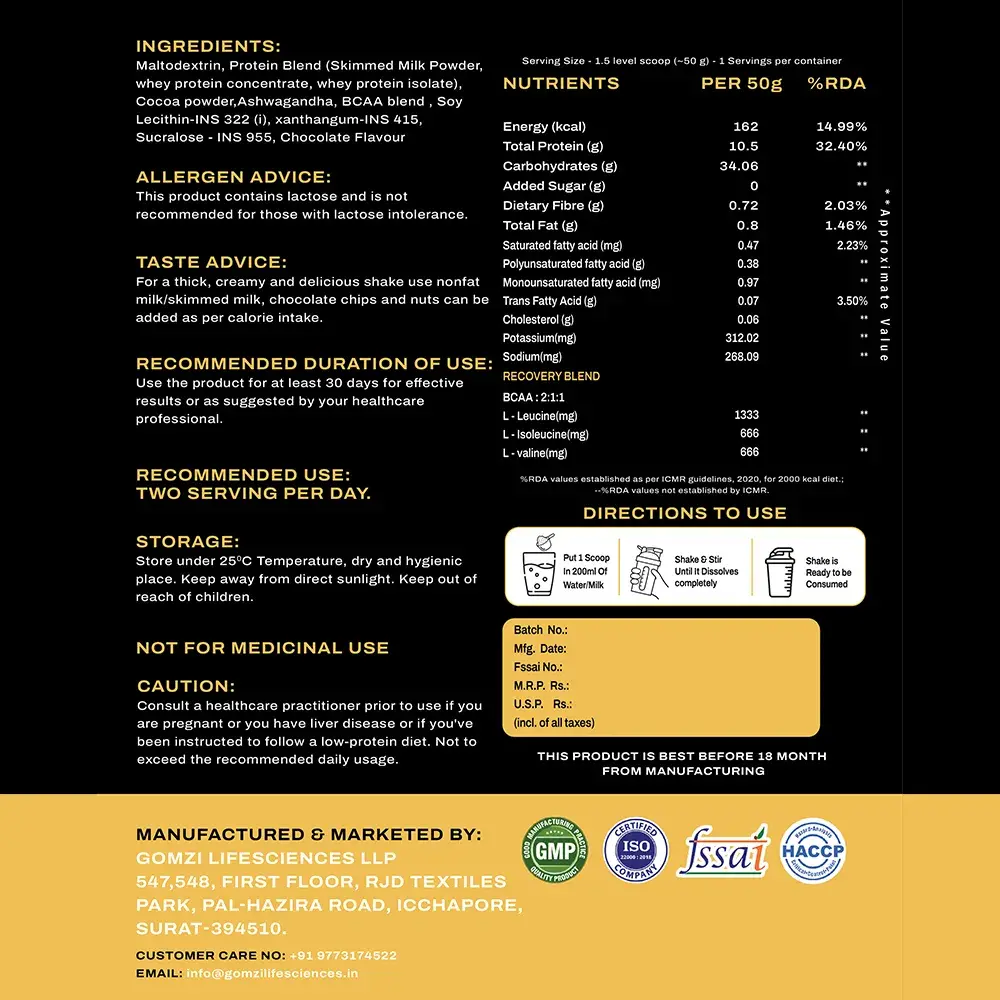 INGREDIENTS:
Maltodextrin, Protein Blend (Skimmed Milk Powder,
whey protein concentrate, whey protein isolate),
Cocoa powder,Ashwagandha, BCAA blend , Soy
Lecithin-INS 322 (i), xanthangum-INS 415,
Sucralose - INS 955, Chocolate Flavour
ALLERGEN ADVICE:
This product contains lactose and is not
recommended for those with lactose intolerance.
TASTE ADVICE:
For a thick, creamy and delicious shake use nonfat
milk/skimmed milk, chocolate chips and nuts can be
added as per calorie intake.
RECOMMENDED DURATION OF USE:
Use the product for at least 30 days for effective
results or as suggested by your healthcare
professional.
RECOMMENDED USE:
TWO SERVING PER DAY.
STORAGE:
Store under 25⁰C Temperature, dry and hygienic
place. Keep away from direct sunlight. Keep out of
reach of children.
NOT FOR MEDICINAL USE
CAUTION:
Consult a healthcare practitioner prior to use if you
are pregnant or you have liver disease or if you've
been instructed to follow a low-protein diet. Not to
exceed the recommended daily usage.
Serving Size - 1.5 level scoop (~50 g) - 1 Servings per container
NUTRIENTS PER 50g %RDA
Energy (kcal) 162 14.99%
Total Protein (g) 10.5 32.40%
Carbohydrates (g) 34.06 **
Added Sugar (g) 0 **
Dietary Fibre (g) 0.72 2.03%
Total Fat (g) 0.8 1.46%
Saturated fatty acid (mg) 0.47 2.23%
Polyunsaturated fatty acid (g) 0.38 **
Monounsaturated fatty acid (mg) 0.97 **
Trans Fatty Acid (g) 0.07 3.50%
Cholesterol (g) 0.06 **
Potassium(mg) 312.02 **
Sodium(mg) 268.09 **
RECOVERY BLEND
BCAA : 2:1:1
L - Leucine(mg) 1333 **
L - Isoleucine(mg) 666 **
L - valine(mg) 666 **
**Approximate Value
%RDA values established as per ICMR guidelines, 2020, for 2000 kcal diet.;
--%RDA values not established by ICMR.
DIRECTIONS TO USE
Put 1 Scoop
In 200ml Of
Water/Milk
Shake & Stir
Until It Dissolves
completely
Shake is
Ready to be
Consumed
Batch No.:
Mfg. Date:
Fssai No.:
M.R.P. Rs.:
U.S.P. Rs.:
(incl. of all taxes)
THIS PRODUCT IS BEST BEFORE 18 MONTH
FROM MANUFACTURING
MANUFACTURED & MARKETED BY:
GOMZI LIFESCIENCES LLP
547,548, FIRST FLOOR, RJD TEXTILES
PARK, PAL-HAZIRA ROAD, ICCHAPORE,
SURAT-394510.
CUSTOMER CARE NO: +91 9773174522
EMAIL: info@gomzilifesciences.in
GOOD MANUFACTURING PRACTICE
GMP
QUALITY PRODUCT
CERTIFIED
ISO
22000 : 2018
COMPANY
fssai
HACCP